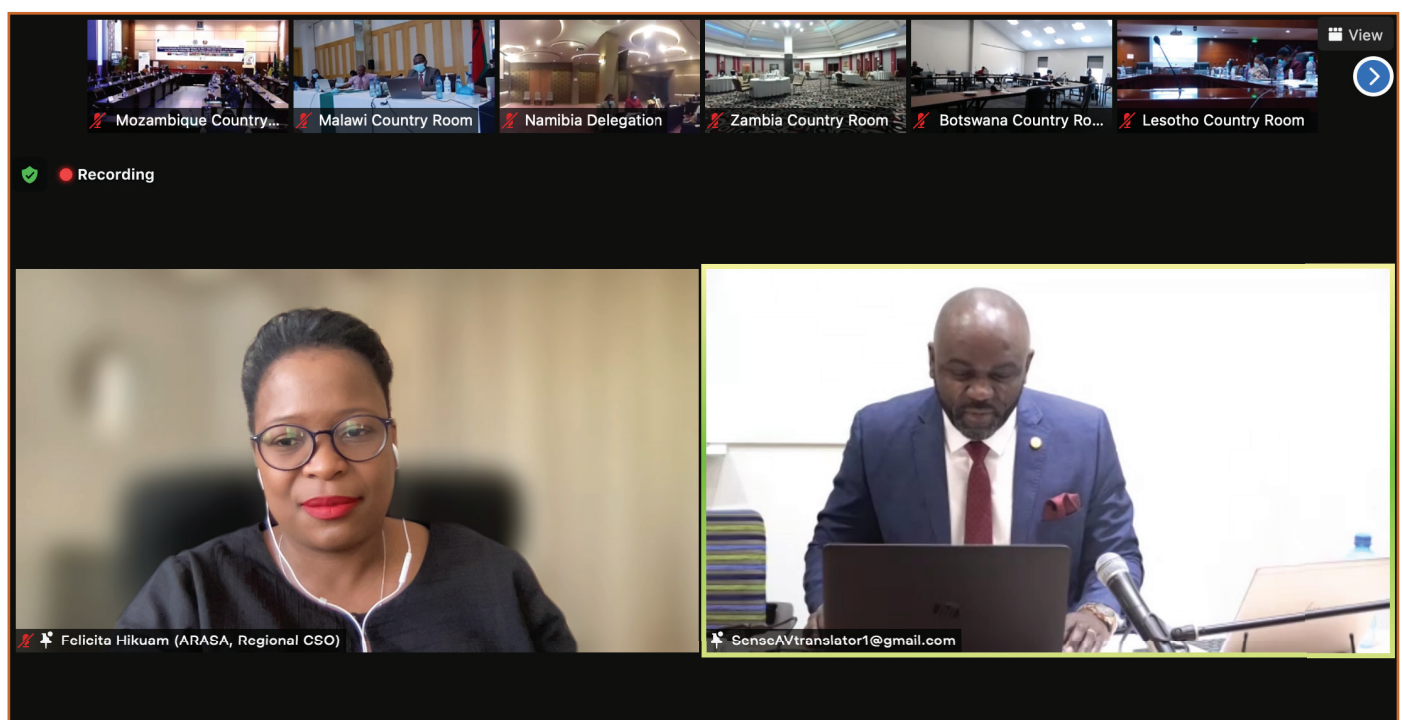 View
Mozambique Country...
Malawi Country Room
Namibia Delegation
Zambia Country Room
Botswana Country Ro...
Lesotho Country Room
Recording
Felicita Hikuam (ARASA, Regional CSO)
SenseAVtranslator1@gmail.com